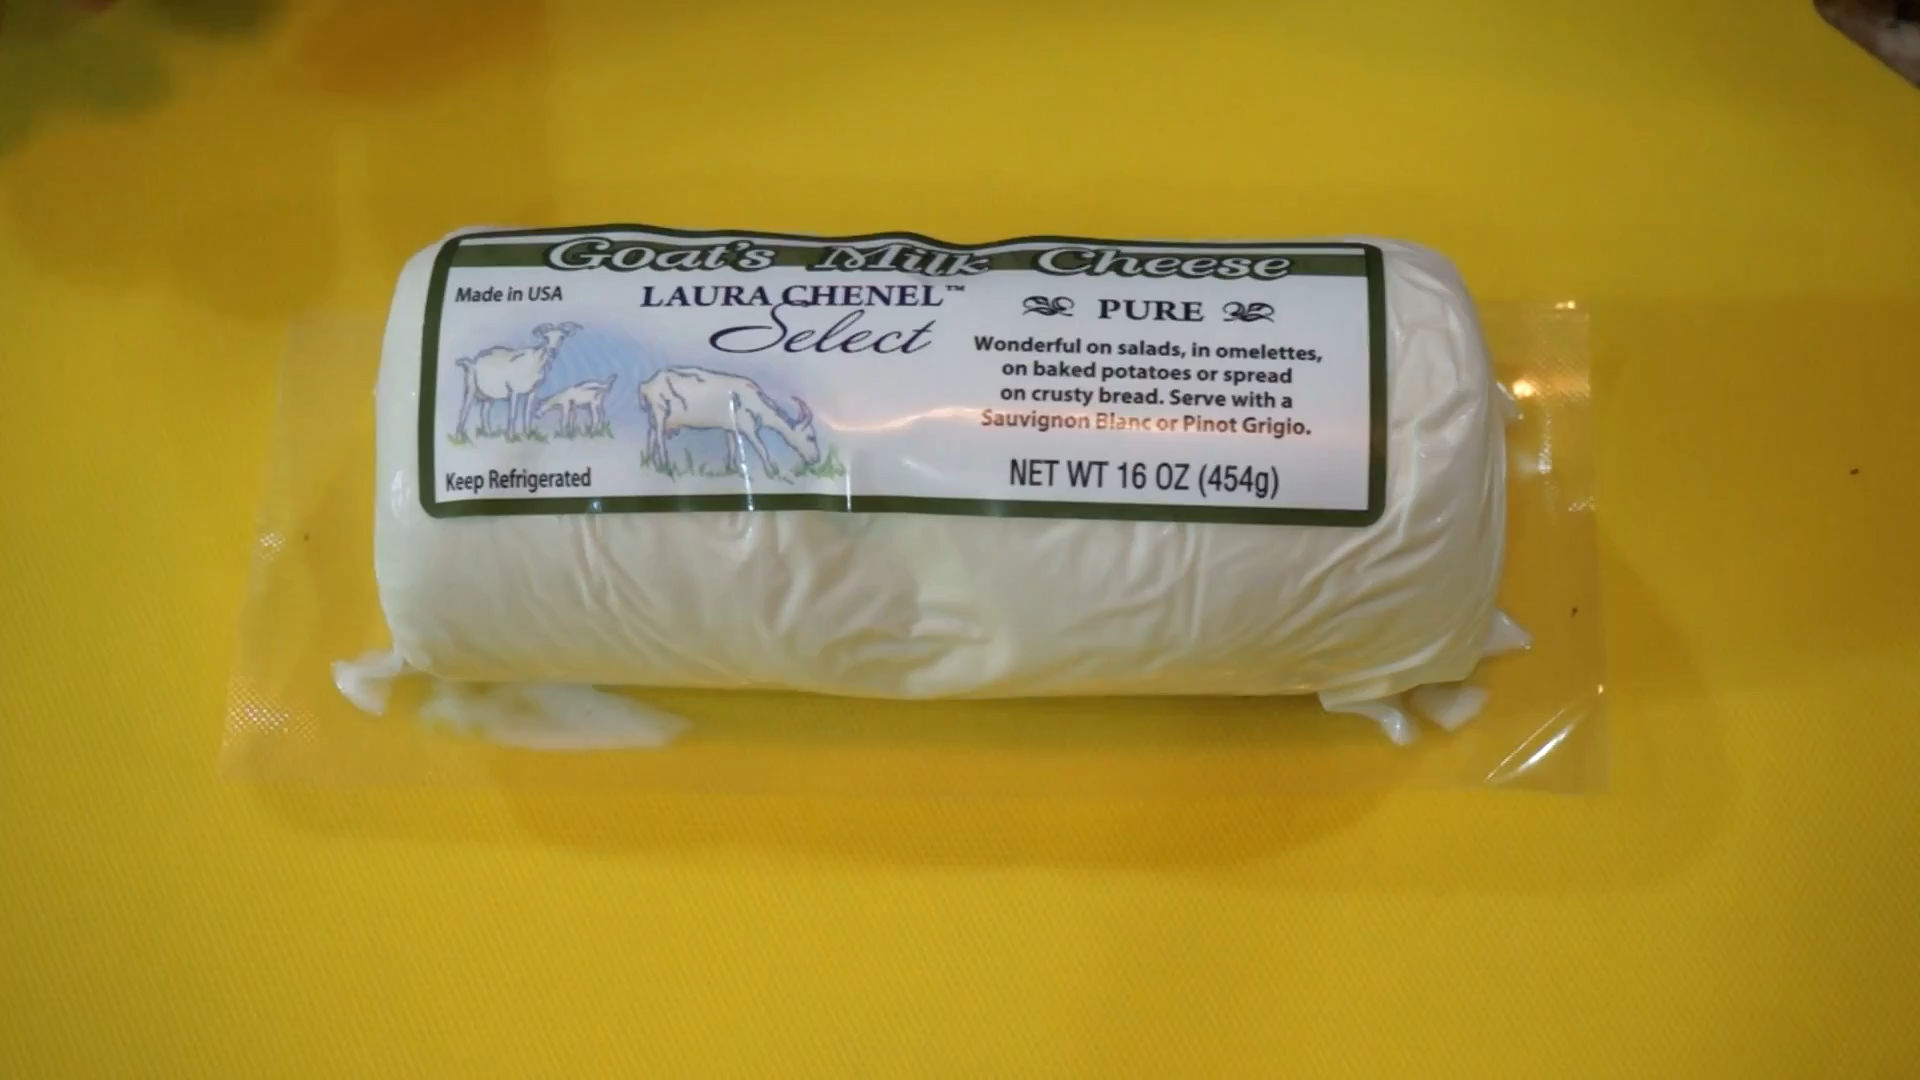 Goat's Milk Cheese
Made in USA
LAURA CHENEL™
Select
PURE
Wonderful on salads, in omelettes,
on baked potatoes or spread
on crusty bread. Serve with a
Sauvignon Blanc or Pinot Grigio.
Keep Refrigerated
NET WT 16 OZ (454g)